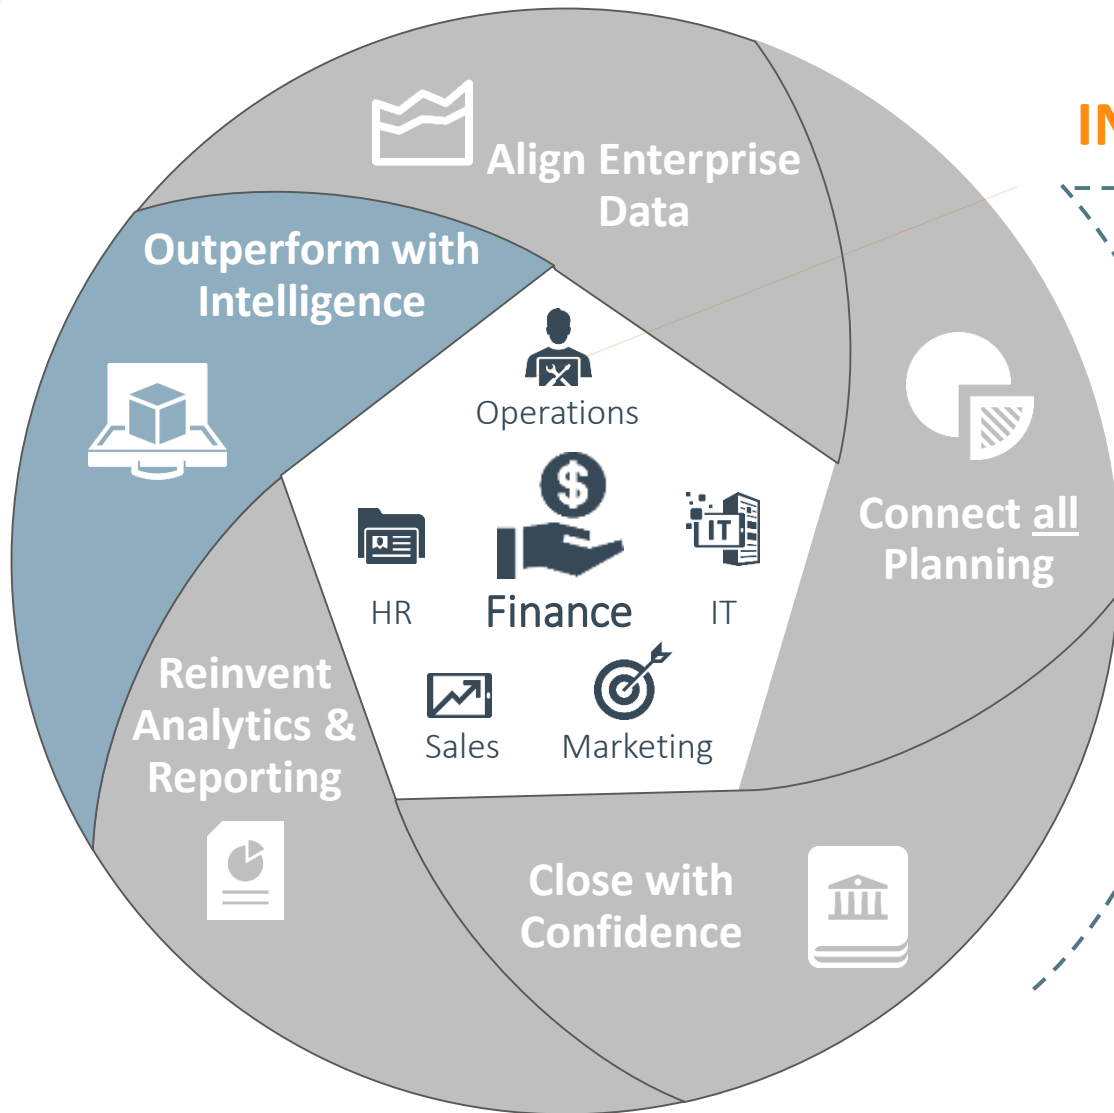 Align Enterprise
Data
Outperform with
Intelligence
Connect all
Planning
Operations
$
IT
HR
Finance
IT
Sales
Marketing
Reinvent
Analytics &
Reporting
Close with
Confidence